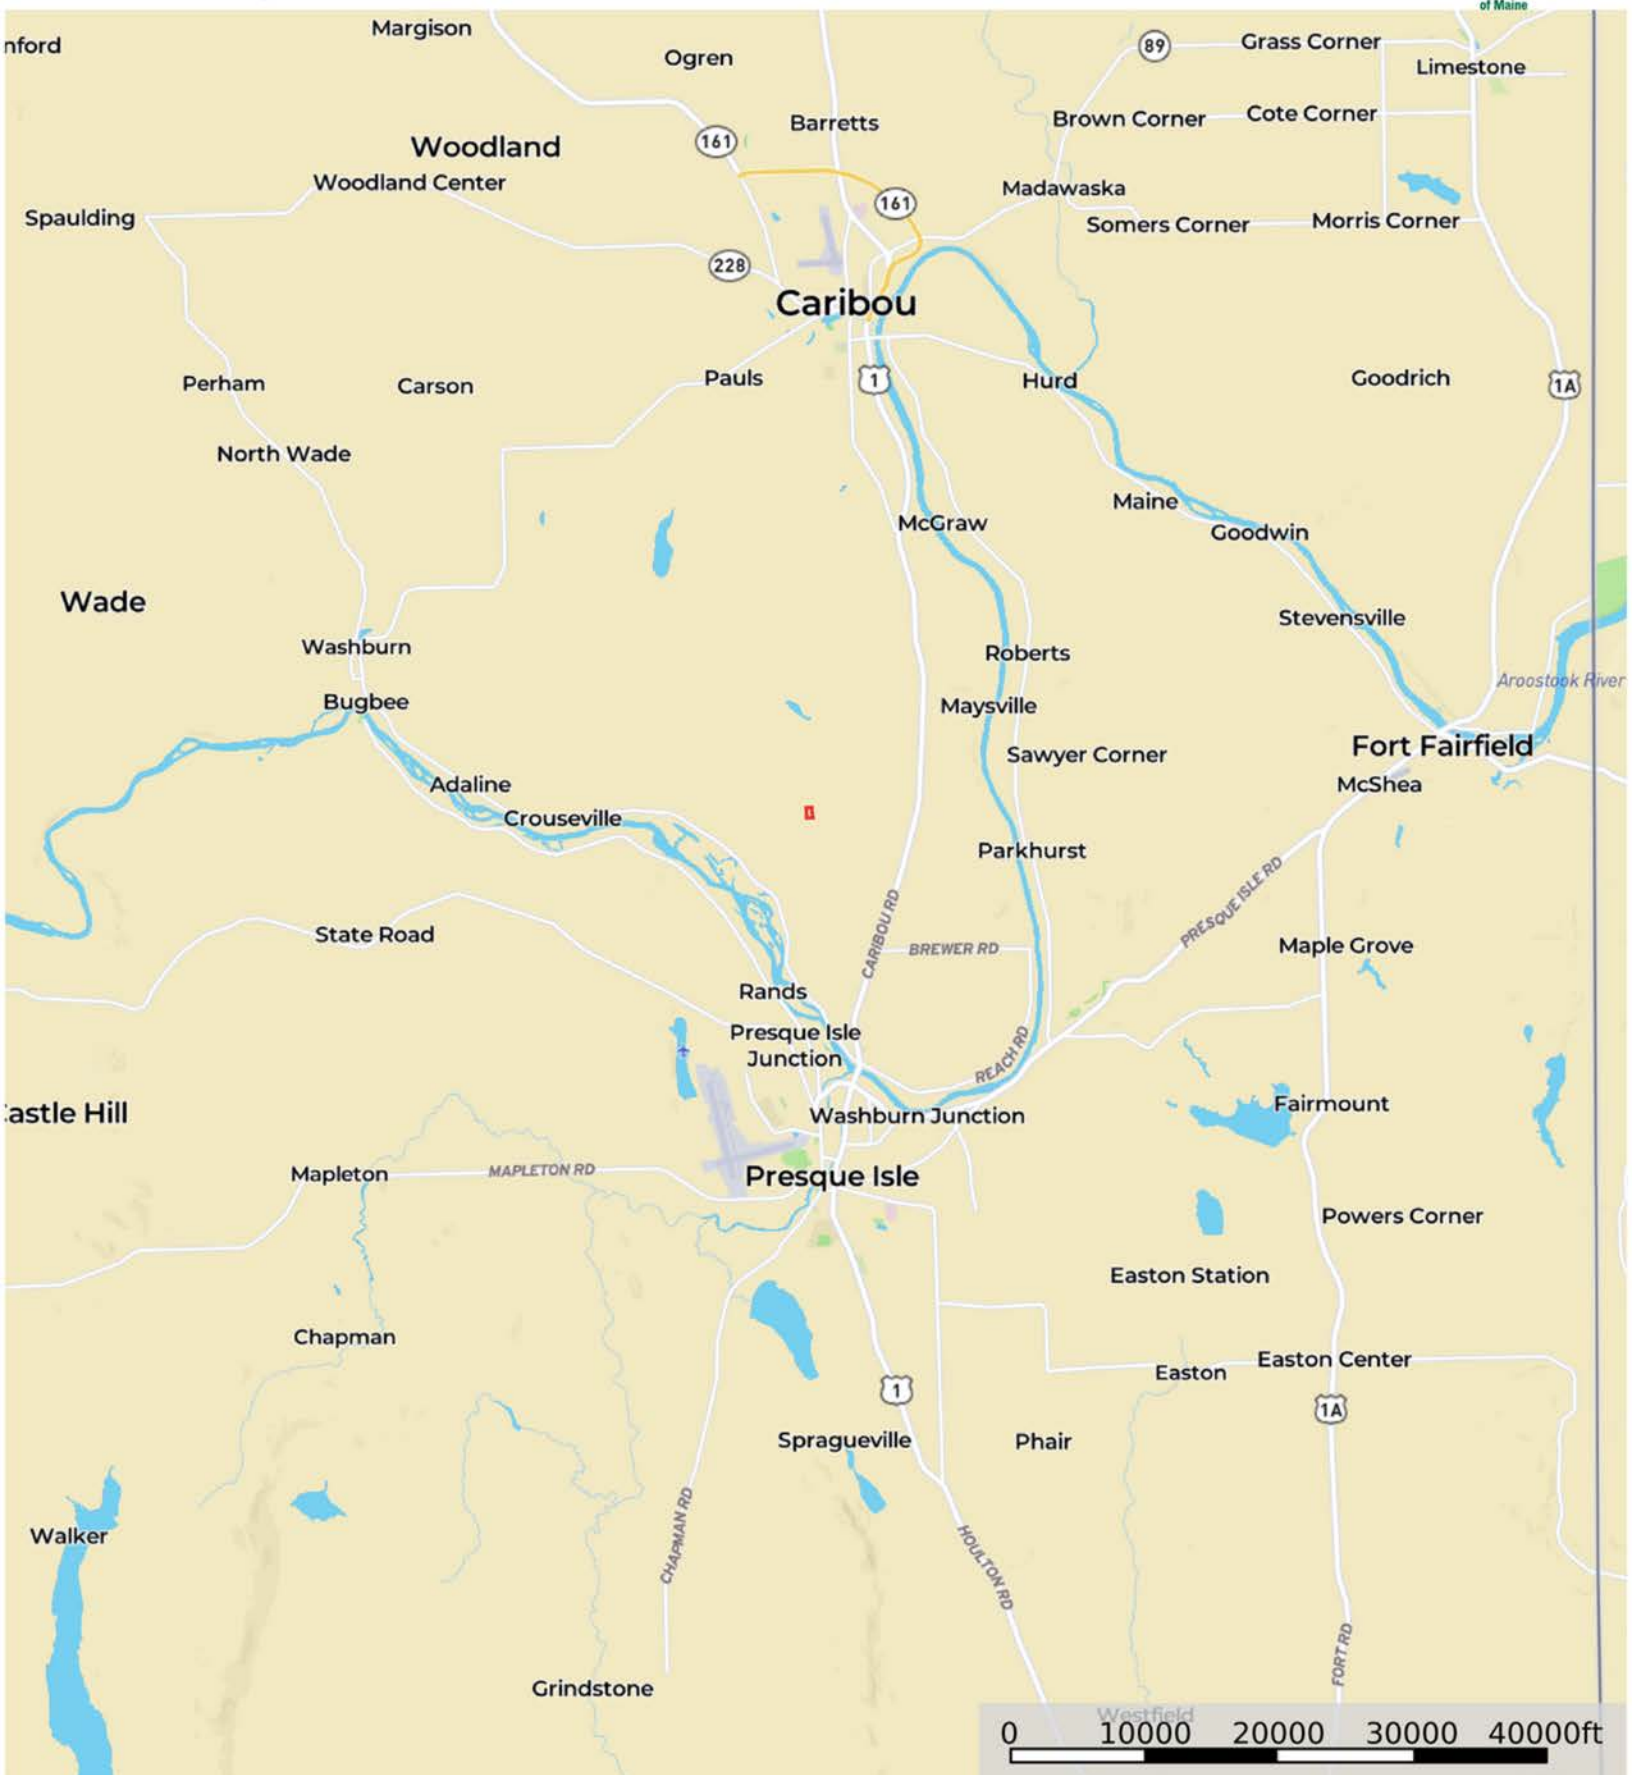 of Maine
Margison
nford
Ogren
89
Grass Corner
Limestone
Barretts
Brown Corner
Cote Corner
161
Woodland
Woodland Center
Madawaska
161
Spaulding
Somers Corner
Morris Corner
228
Caribou
Perham
Carson
Pauls
1
Hurd
Goodrich
1A
North Wade
Maine
McGraw
Goodwin
Wade
Stevensville
Washburn
Roberts
Aroostook River
Bugbee
Maysville
Fort Fairfield
Sawyer Corner
Adaline
McShea
Crouseville
Parkhurst
PRESQUE ISLE RD
CARIBOU RD
State Road
BREWER RD
Maple Grove
Rands
Presque Isle
Junction
REACH RD
astle Hill
Washburn Junction
Fairmount
Mapleton
MAPLETON RD
Presque Isle
Powers Corner
Easton Station
Chapman
Easton Center
Easton
1
1A
Spragueville
Phair
Walker
CHAPMAN RD
HOULTON RD
FORT RD
Grindstone
Westfield
0 10000 20000 30000 40000ft